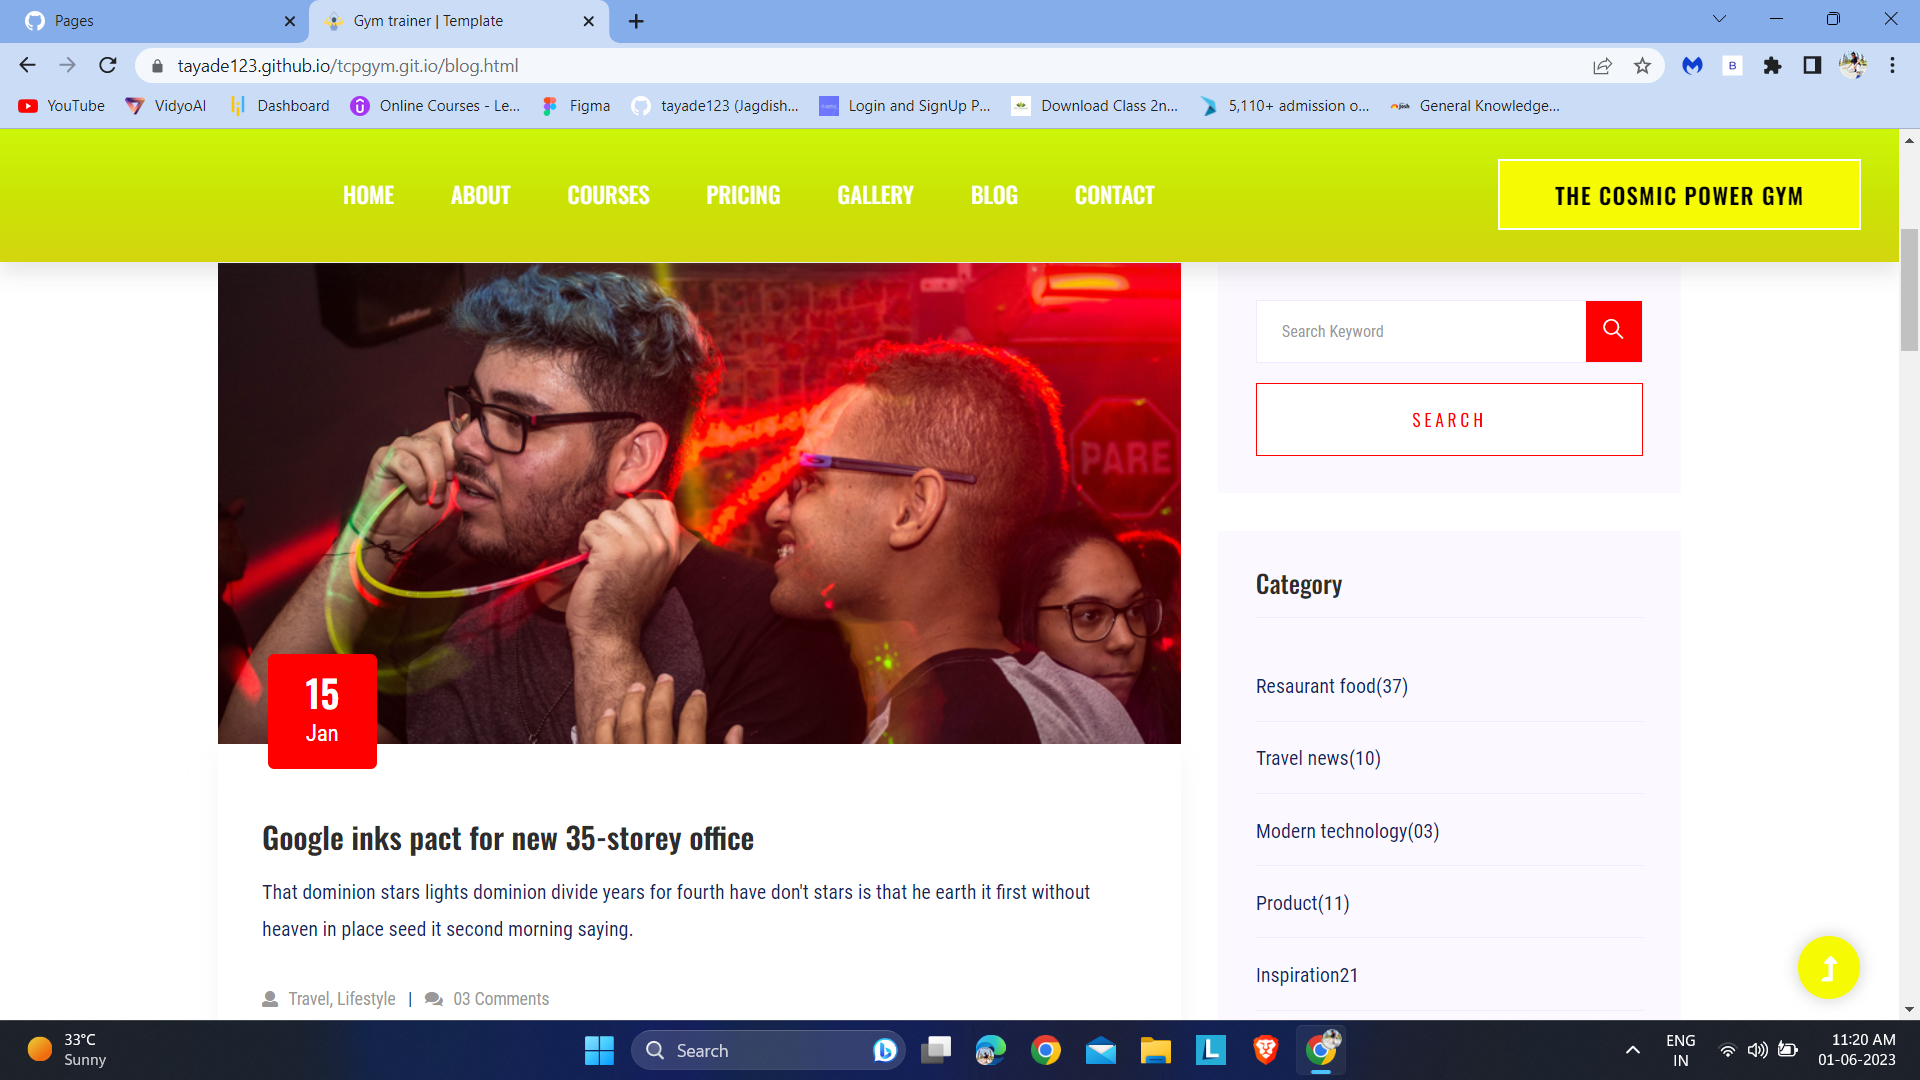 Pages
Gym trainer | Template
tayade123.github.io/tcpgym.git.io/blog.html
YouTube
VidyoAI
Dashboard
Online Courses - Le...
Figma
tayade123 (Jagdish...
Login and SignUp P...
Download Class 2n...
5,110+ admission o...
General Knowledge...
HOME
ABOUT
COURSES
PRICING
GALLERY
BLOG
CONTACT
THE COSMIC POWER GYM
PARE
15
Jan
Google inks pact for new 35-storey office
That dominion stars lights dominion divide years for fourth have don't stars is that he earth it first without
heaven in place seed it second morning saying.
Travel, Lifestyle | 03 Comments
Search Keyword
SEARCH
Category
Resaurant food(37)
Travel news(10)
Modern technology(03)
Product(11)
Inspiration21
33°C
Sunny
Search
ENG
IN
11:20 AM
01-06-2023